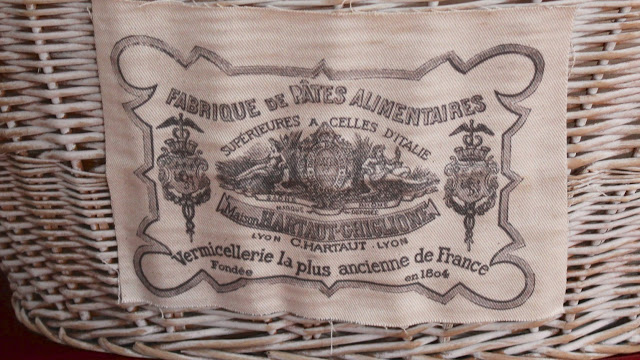 FABRIQUE DE PÂTES ALIMENTAIRES
SUPÉRIEURES A CELLES D'ITALIE
Maison HARTAUT-GHIGLIONE
LYON C. HARTAUT . LYON
Vermicellerie la plus ancienne de France
Fondée en 1804